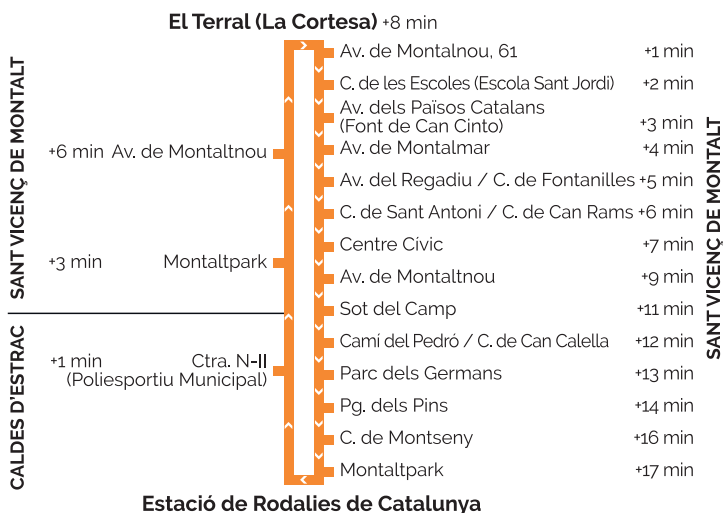 El Terral (La Cortesa) +8 min
SANT VICENÇ DE MONTALT
CALDES D'ESTRAC
+6 min Av. de Montaltnou
+3 min Montaltpark
+1 min Ctra. N-II
(Poliesportiu Municipal)
Av. de Montalnou, 61 +1 min
C. de les Escoles (Escola Sant Jordi) +2 min
Av. dels Països Catalans
(Font de Can Cinto) +3 min
Av. de Montalmar +4 min
Av. del Regadiu / C. de Fontanilles +5 min
C. de Sant Antoni / C. de Can Rams +6 min
Centre Cívic +7 min
Av. de Montaltnou +9 min
Sot del Camp +11 min
Camí del Pedró / C. de Can Calella +12 min
Parc dels Germans +13 min
Pg. dels Pins +14 min
C. de Montseny +16 min
Montaltpark +17 min
SANT VICENÇ DE MONTALT
Estació de Rodalies de Catalunya